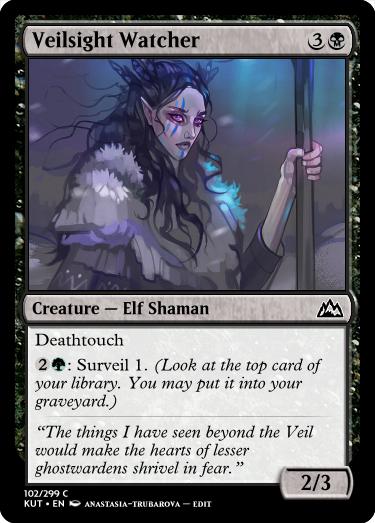 Veilsight Watcher 3
Creature — Elf Shaman
Deathtouch
2: Surveil 1. (Look at the top card of
your library. You may put it into your
graveyard.)
“The things I have seen beyond the Veil
would make the hearts of lesser
ghostwardens shrivel in fear.”
2/3
102/299 C
KUT • EN ANASTASIA-TRUBAROVA — EDIT